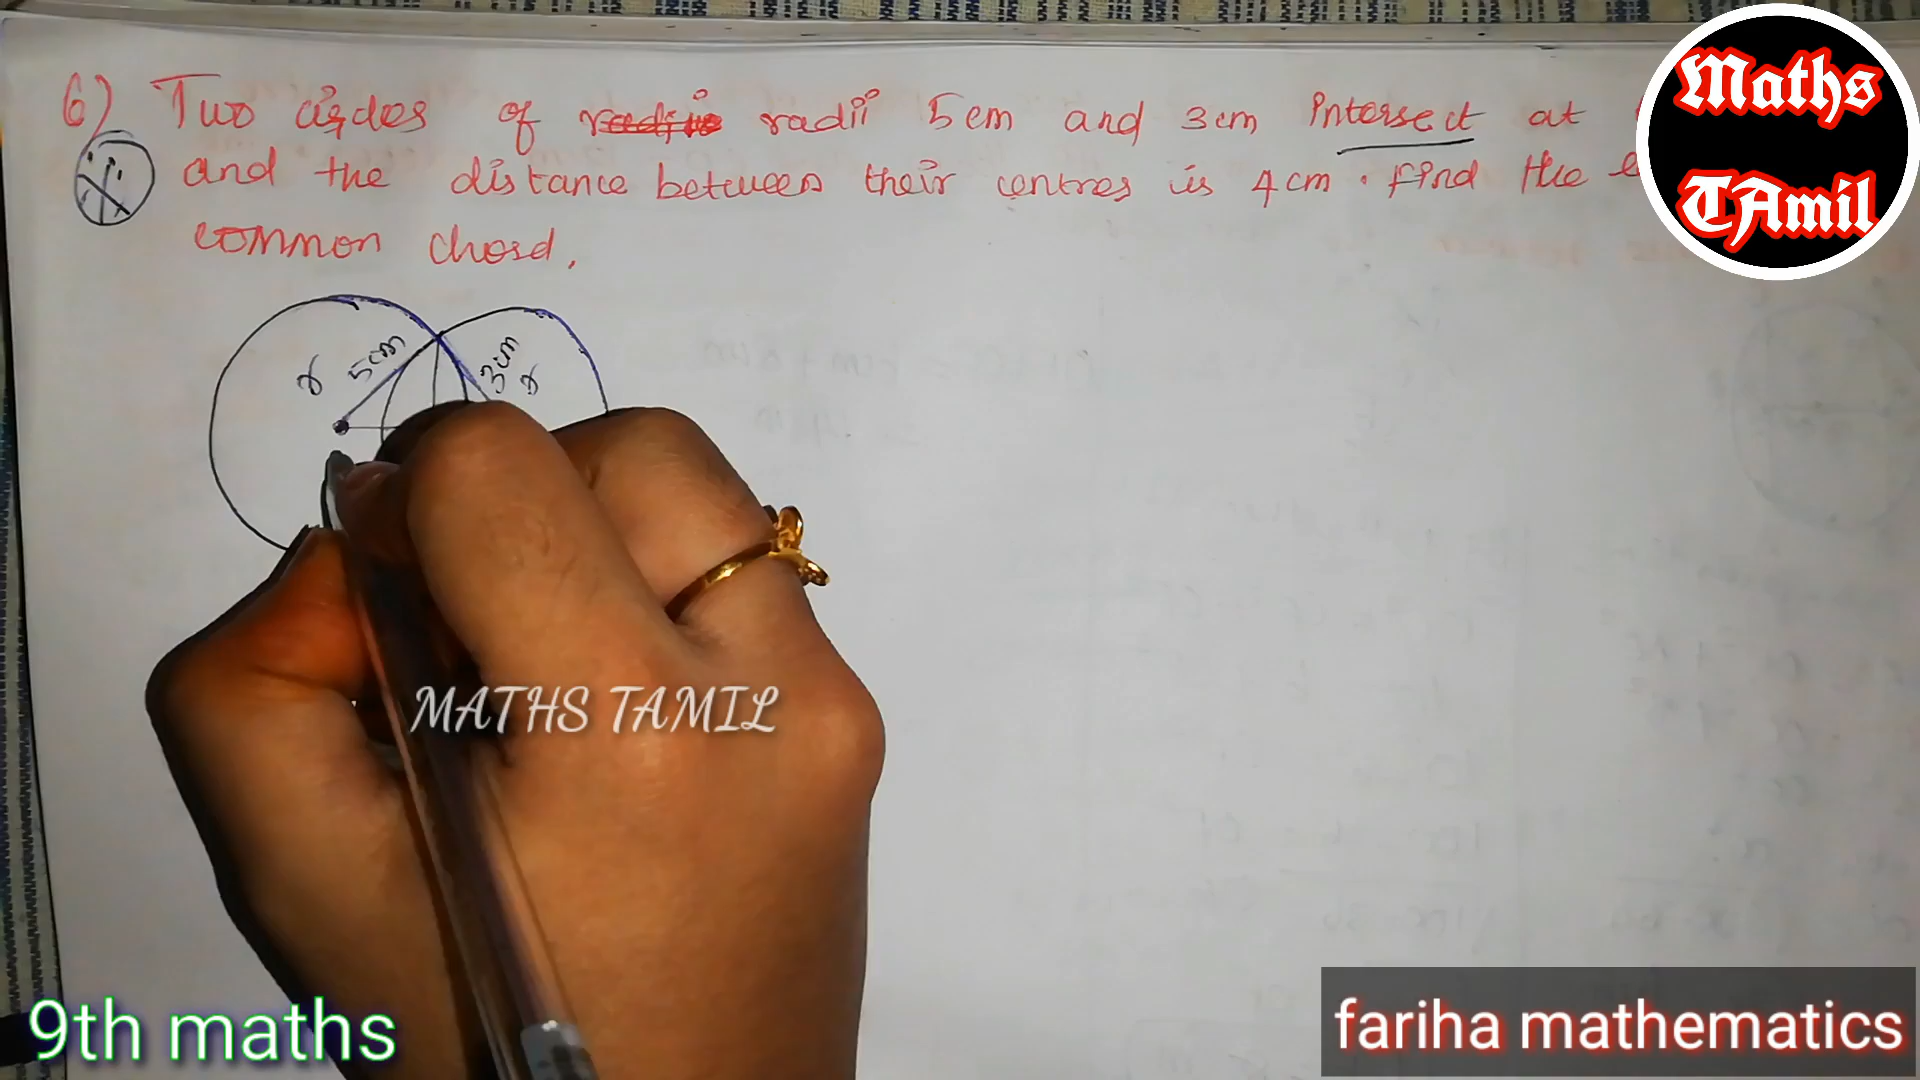 6) Two circles of radii 5cm and 3cm intersect at
and the distance between their centres is 4cm. Find the
common chord.
r 5cm 3cm r
Maths
TAmil
MATHS TAMIL
9th maths
fariha mathematics